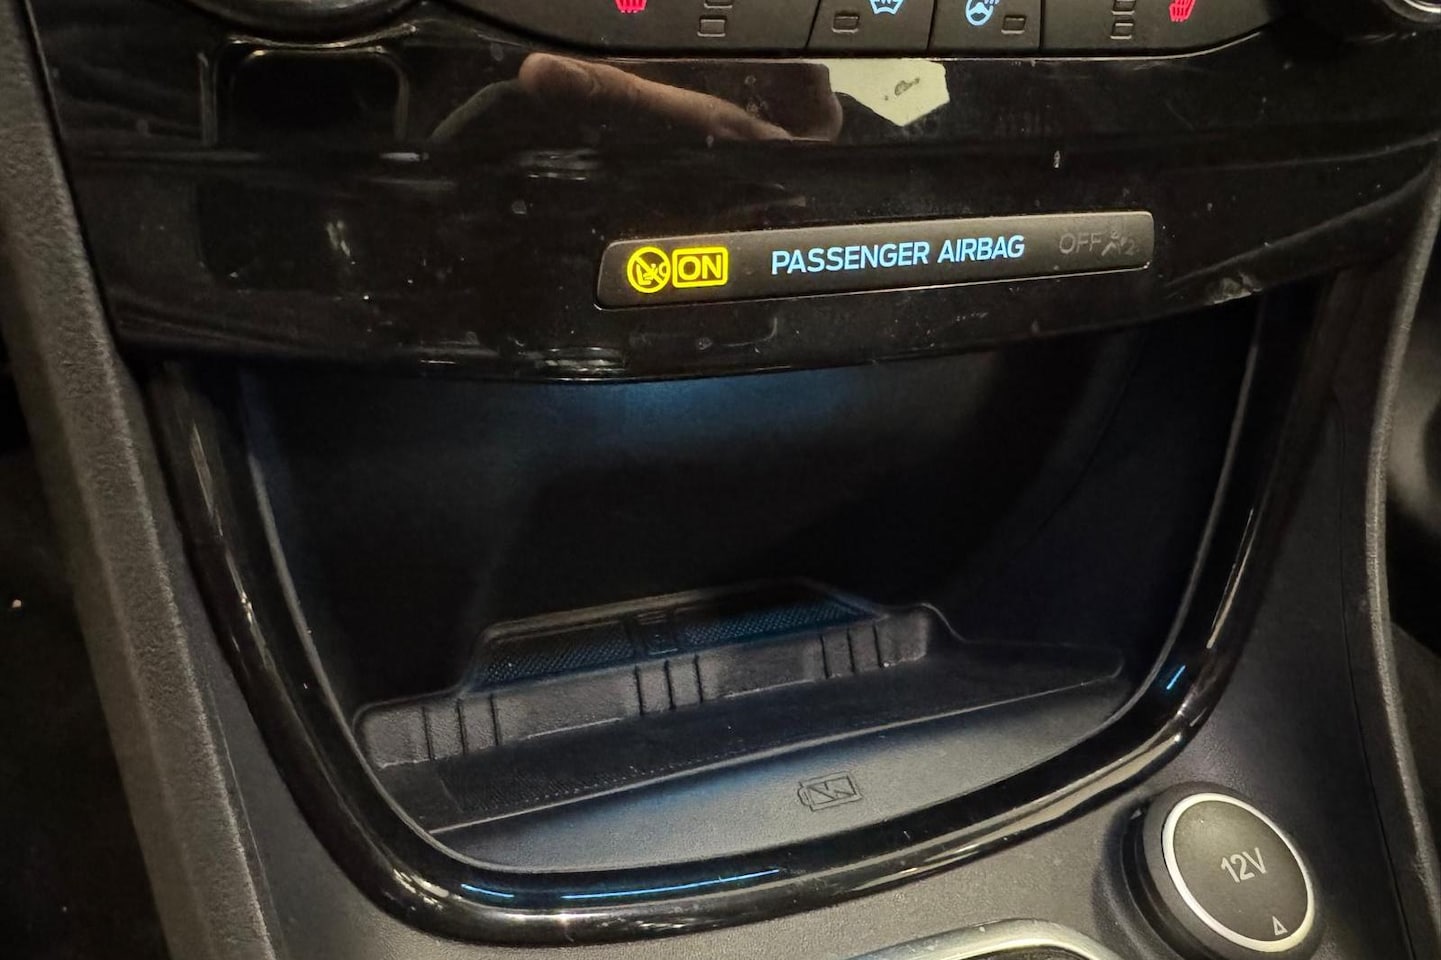 ON PASSENGER AIRBAG OFF
12V